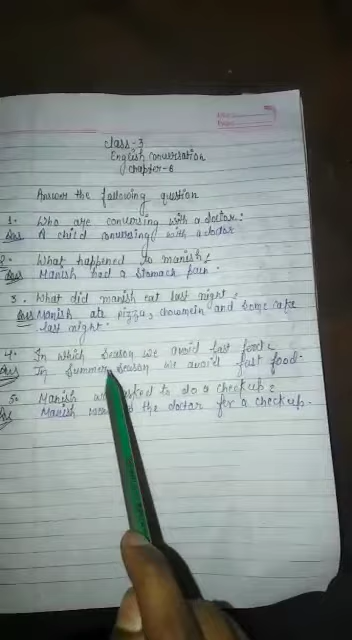 Class-3
English Conversation
Chapter-6
Answer the following question
1. Who are conversing with a doctor?
Ans A child conversing with a doctor
2. What happened to manish?
Ans Manish had a stomach pain.
3. What did manish eat last night?
Ans Manish ate pizza, chowmein and some cake
last night.
4. In which season we avoid fast food?
Ans In Summer season we avoid fast food.
5. Manish asked to do a checkup?
Ans Manish the doctor for a checkup.